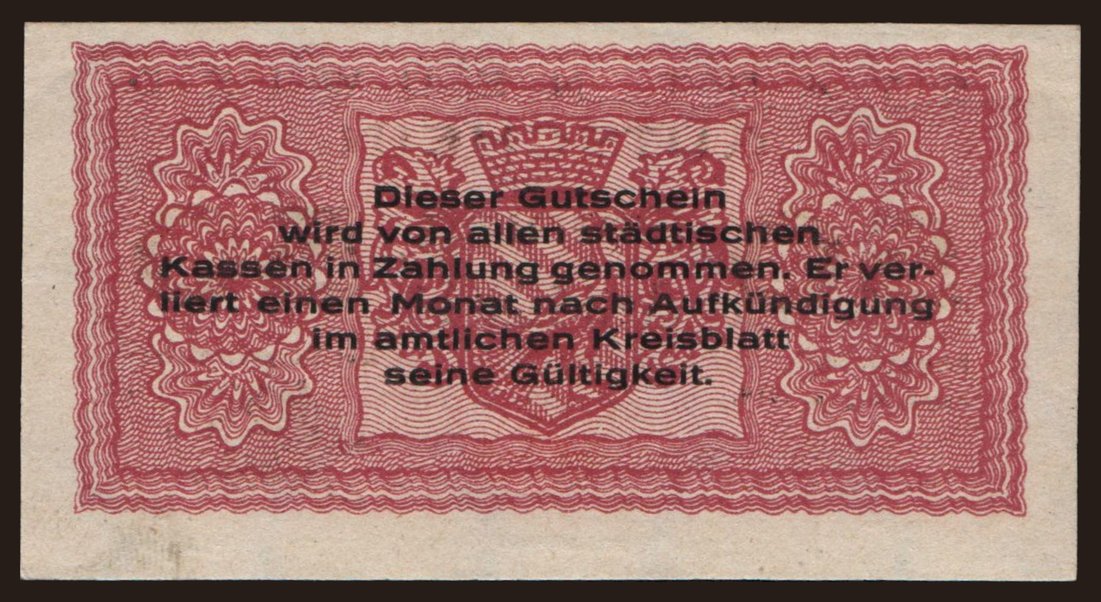 Dieser Gutschein
wird von allen städtischen
Kassen in Zahlung genommen. Er ver-
liert einen Monat nach Aufkündigung
im amtlichen Kreisblatt
seine Gültigkeit.